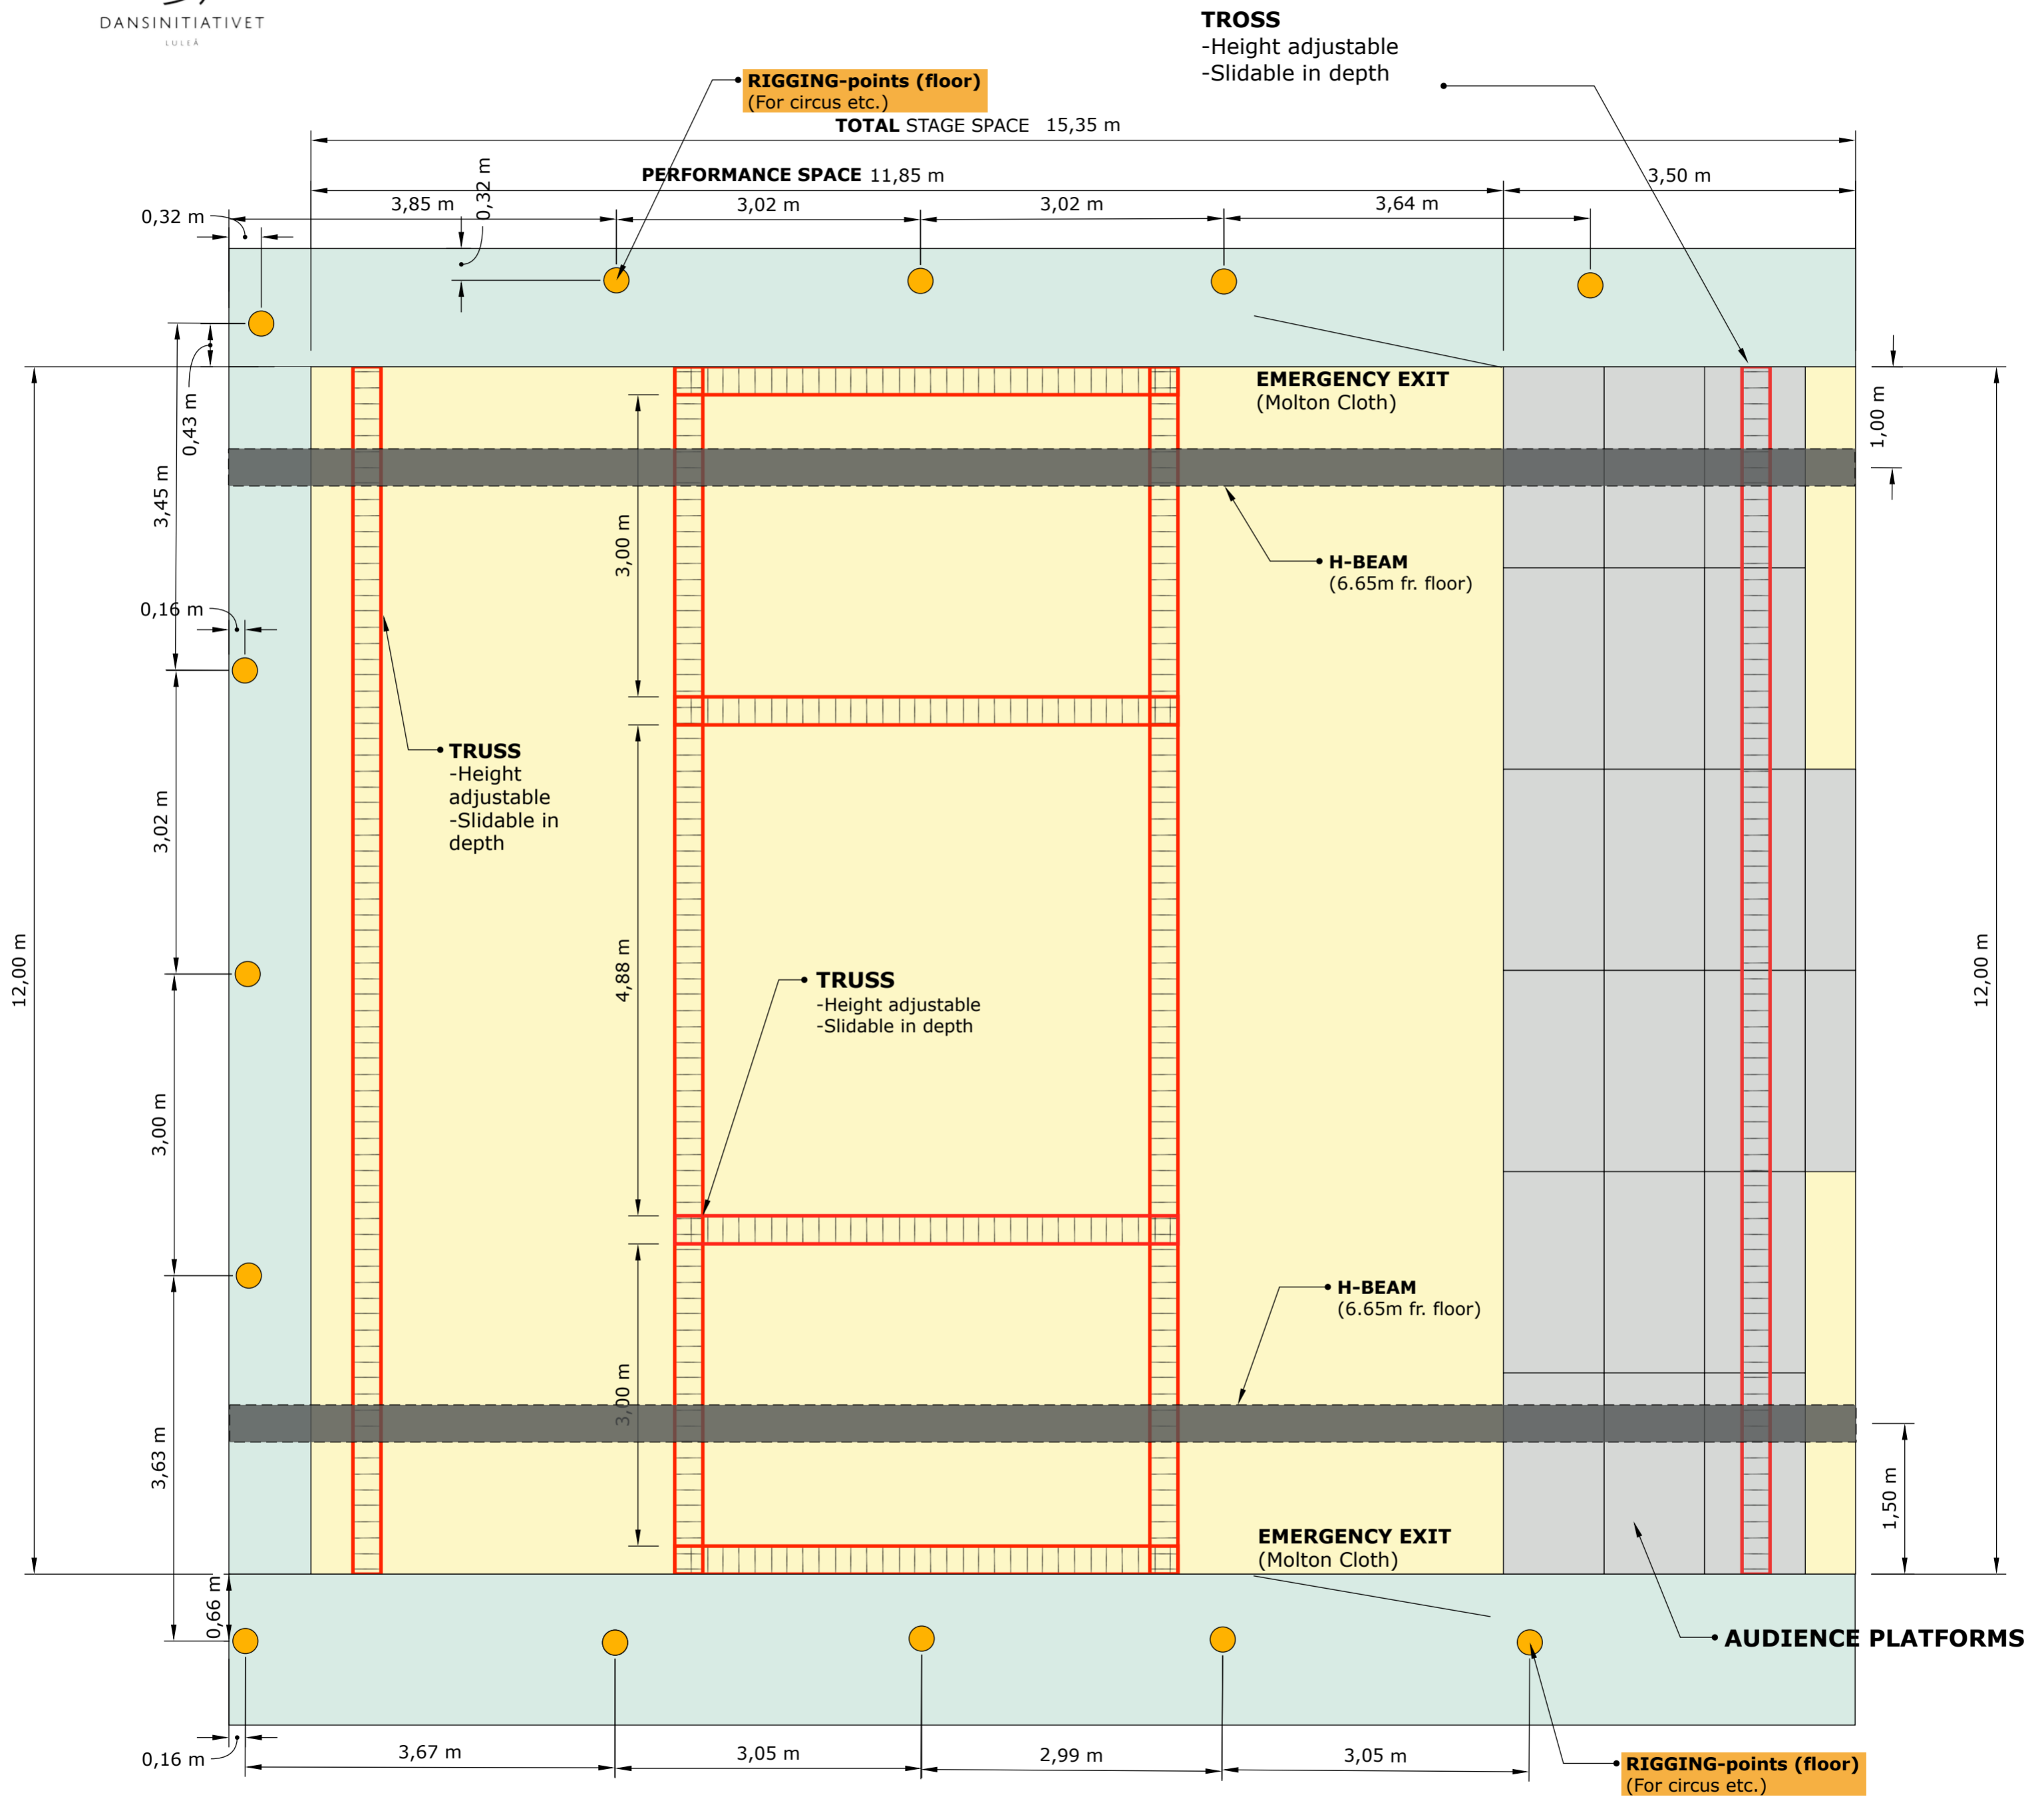 DANSINITIATIVET
LULEÅ
TROSS
-Height adjustable
-Slidable in depth
RIGGING-points (floor)
(For circus etc.)
TOTAL STAGE SPACE 15,35 m
PERFORMANCE SPACE 11,85 m
3,50 m
0,32 m
3,85 m
0,32 m
3,02 m
3,02 m
3,64 m
EMERGENCY EXIT
(Molton Cloth)
1,00 m
0,43 m
3,45 m
3,00 m
H-BEAM
(6.65m fr. floor)
0,16 m
TRUSS
-Height
adjustable
-Slidable in
depth
3,02 m
12,00 m
4,88 m
TRUSS
-Height adjustable
-Slidable in depth
12,00 m
3,00 m
H-BEAM
(6.65m fr. floor)
3,00 m
3,63 m
1,50 m
EMERGENCY EXIT
(Molton Cloth)
0,66 m
AUDIENCE PLATFORMS
0,16 m
3,67 m
3,05 m
2,99 m
3,05 m
RIGGING-points (floor)
(For circus etc.)